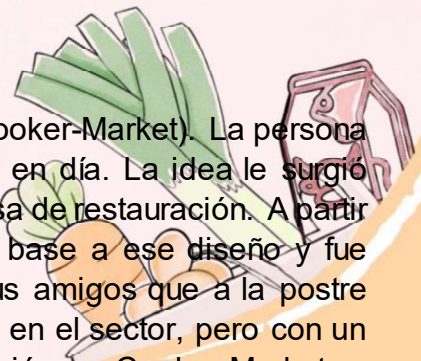 ooker-Market). La persona
en día. La idea le surgió
sa de restauración. A partir
base a ese diseño y fue
us amigos que a la postre
en el sector, pero con un